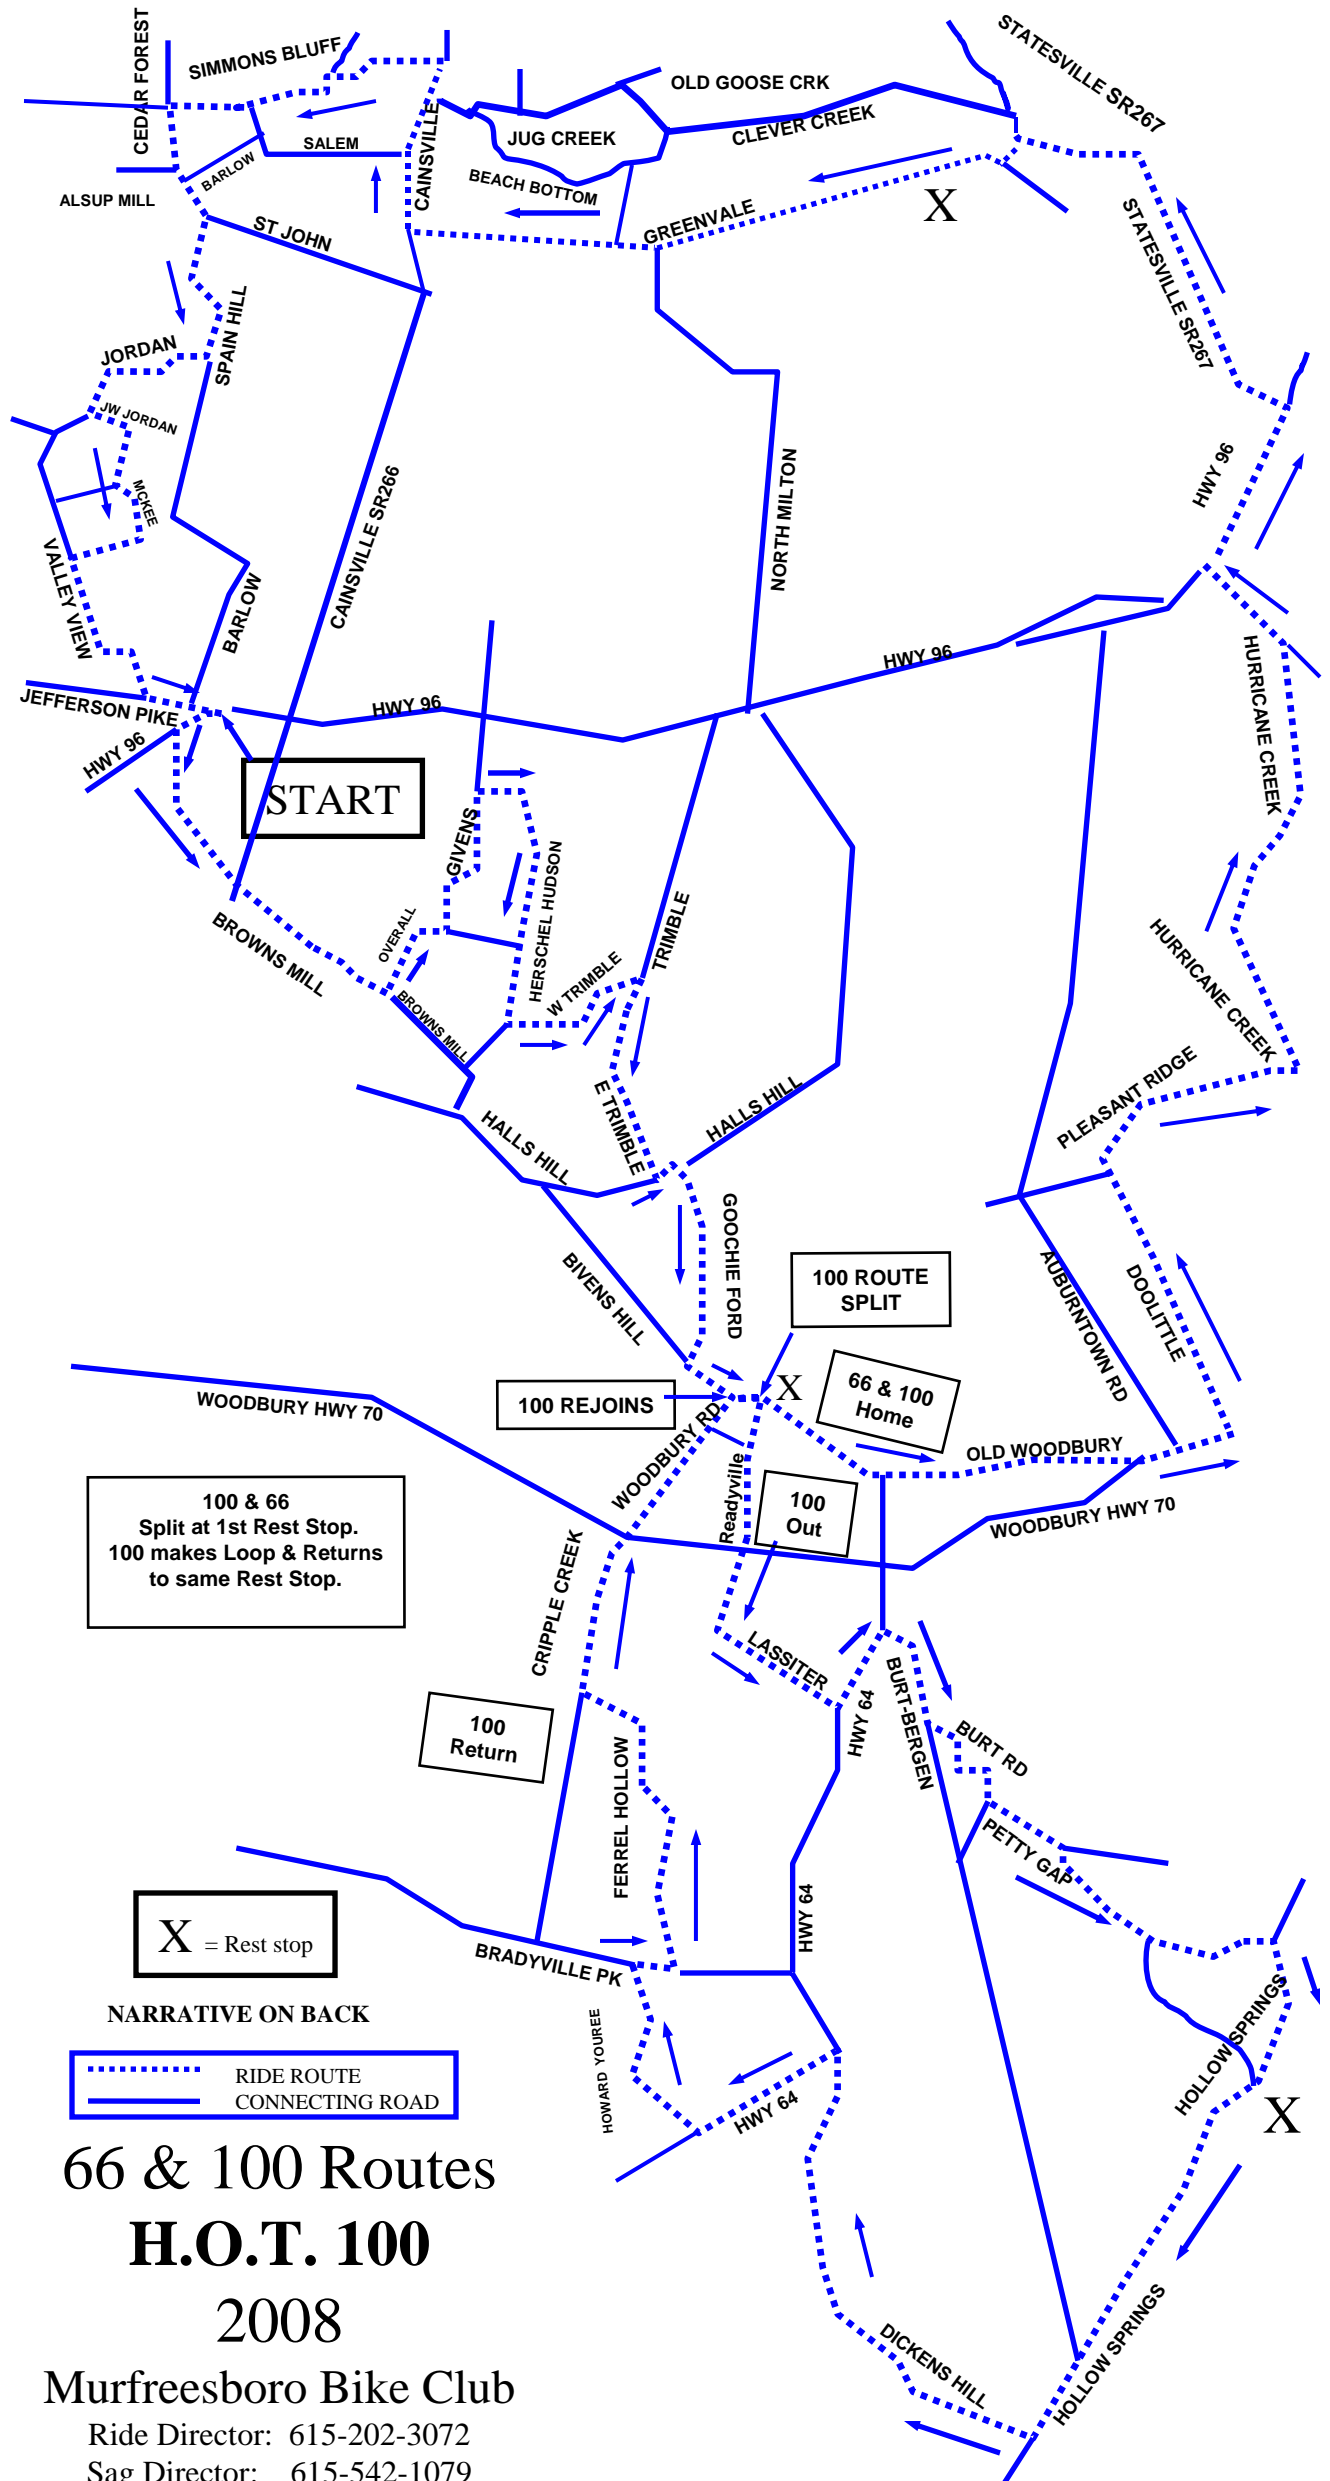 CEDAR FOREST
SIMMONS BLUFF
STATESVILLE SR267
OLD GOOSE CRK
CLEVER CREEK
JUG CREEK
SALEM
BARLOW
CAINSVILLE
BEACH BOTTOM
ALSUP MILL
ST JOHN
GREENVALE
X
STATESVILLE SR267
SPAIN HILL
JORDAN
JW JORDAN
MCKEE
CAINSVILLE SR266
NORTH MILTON
HWY 96
VALLEY VIEW
BARLOW
HWY 96
HURRICANE CREEK
JEFFERSON PIKE
HWY 96
HWY 96
START
GIVENS
HERSCHEL HUDSON
OVERALL
TRIMBLE
BROWNS MILL
W TRIMBLE
BROWNS MILL
HURRICANE CREEK
PLEASANT RIDGE
E TRIMBLE
HALLS HILL
HALLS HILL
GOOCHIE FORD
BIVENS HILL
100 ROUTE
SPLIT
AUBURNTOWN RD
DOOLITTLE
WOODBURY HWY 70
100 REJOINS
X
66 & 100
Home
WOODBURY RD
Readyville
OLD WOODBURY
100
Out
WOODBURY HWY 70
100 & 66
Split at 1st Rest Stop.
100 makes Loop & Returns
to same Rest Stop.
CRIPPLE CREEK
LASSITER
HWY 64
BURT-BERGEN
BURT RD
100
Return
FERREL HOLLOW
PETTY GAP
HWY 64
BRADYVILLE PK
X = Rest stop
HOLLOW SPRINGS
NARRATIVE ON BACK
HOWARD YOUREE
HWY 64
X
RIDE ROUTE
CONNECTING ROAD
66 & 100 Routes
H.O.T. 100
2008
DICKENS HILL
HOLLOW SPRINGS
Murfreesboro Bike Club
Ride Director: 615-202-3072
Sag Director: 615-542-1079